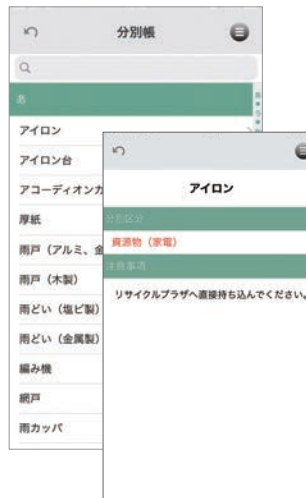 分別帳
あ
アイロン
アイロン台
アコーディオンカ
厚紙
雨戸（アルミ、金
雨戸（木製）
雨どい（塩ビ製）
雨どい（金属製）
編み機
網戸
雨カッパ
アイロン
分別区分
資源物（家電）
注意事項
リサイクルプラザへ直接持ち込んでください。